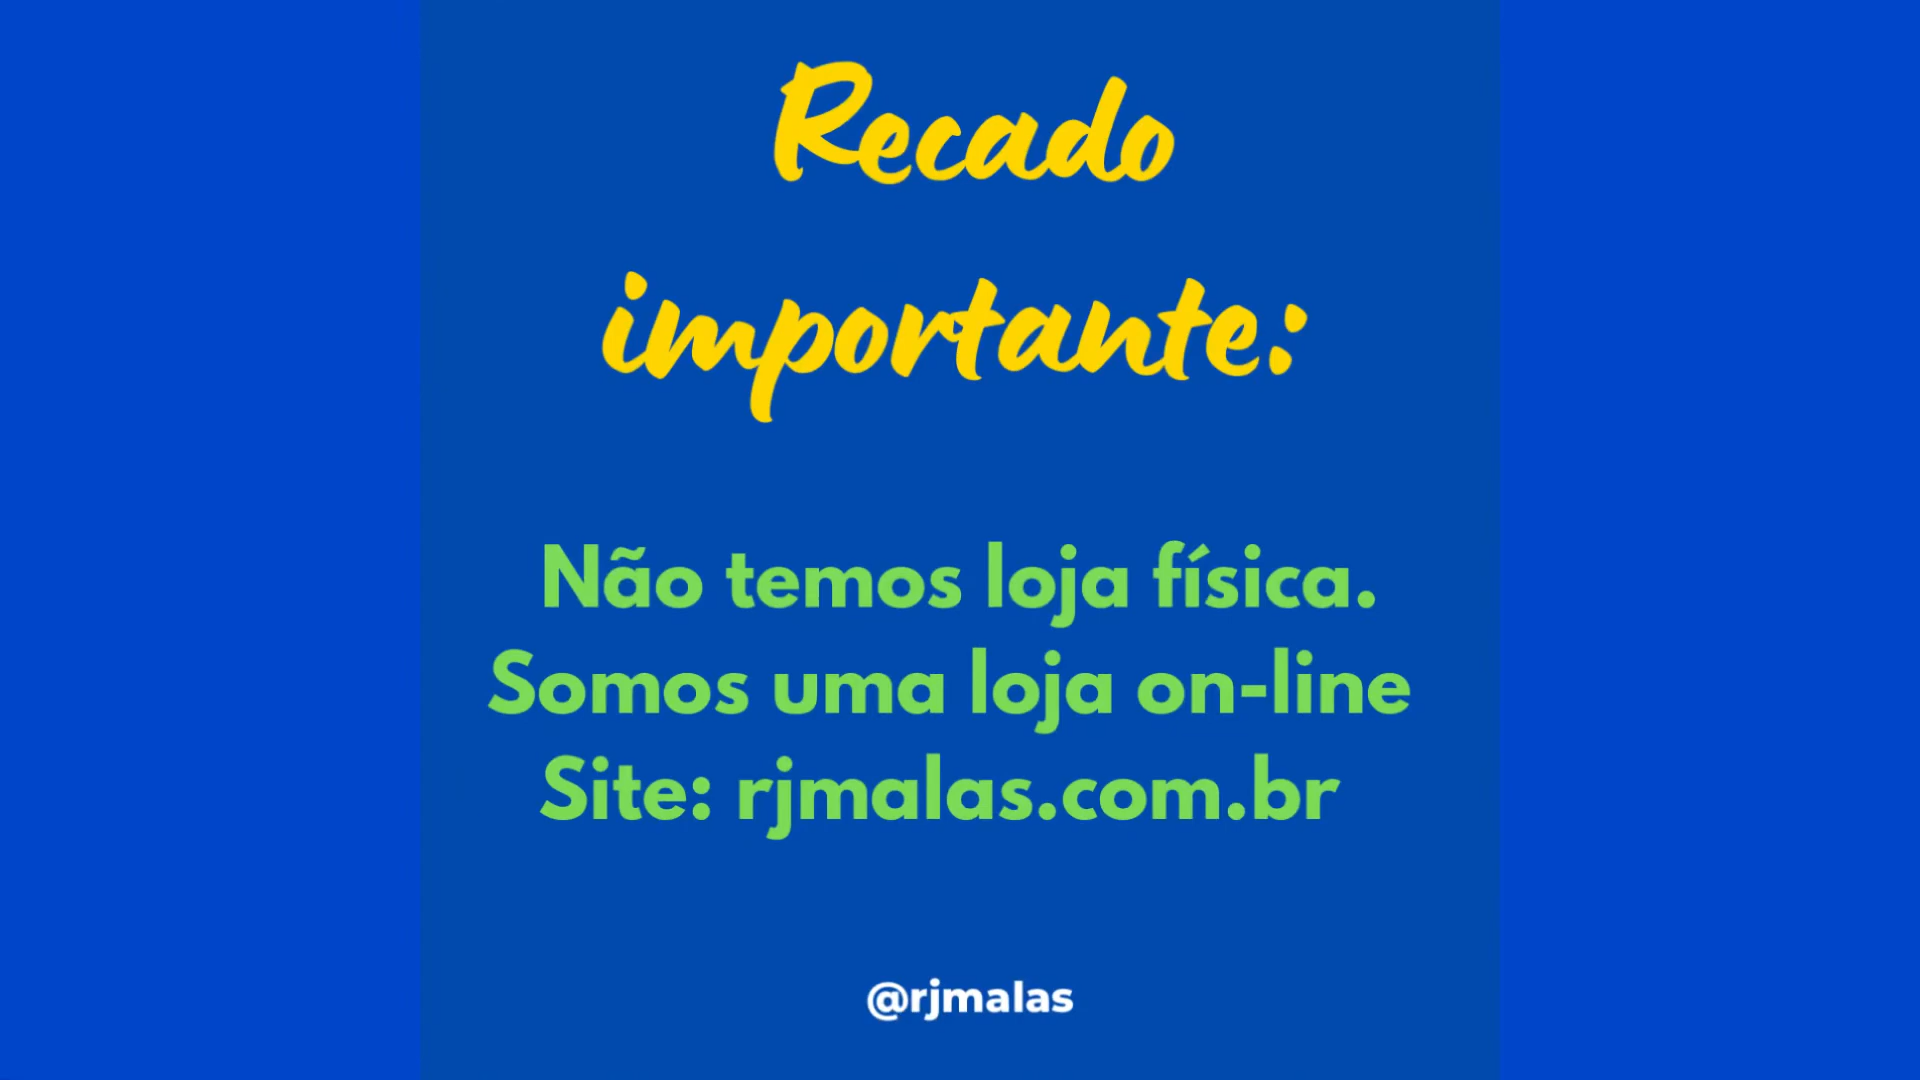 Recado
importante:
Não temos loja física.
Somos uma loja on-line
Site: rjmalas.com.br
@rjmalas